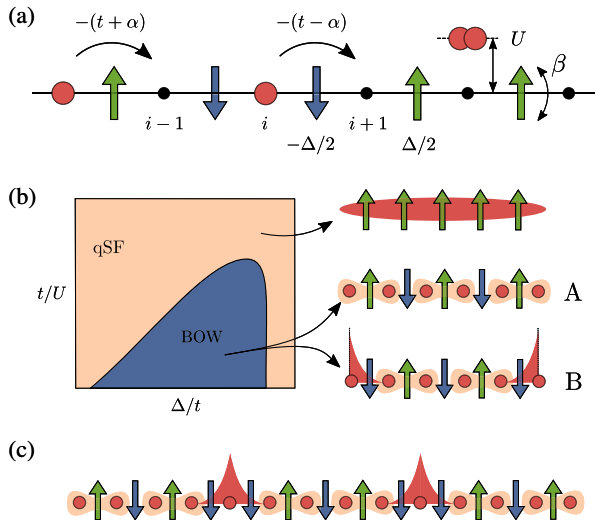 (a)
−(t + α)
−(t − α)
U
β
i − 1
i
i + 1
−Δ/2
Δ/2
(b)
qSF
t/U
BOW
Δ/t
A
B
(c)